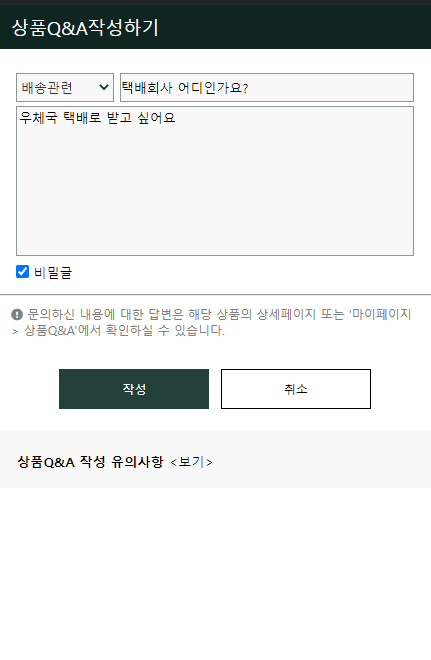 상품Q&A작성하기
배송관련 택배회사 어디인가요?
우체국 택배로 받고 싶어요
비밀글
문의하신 내용에 대한 답변은 해당 상품의 상세페이지 또는 '마이페이지
> 상품Q&A'에서 확인하실 수 있습니다.
작성 취소
상품Q&A 작성 유의사항 <보기>